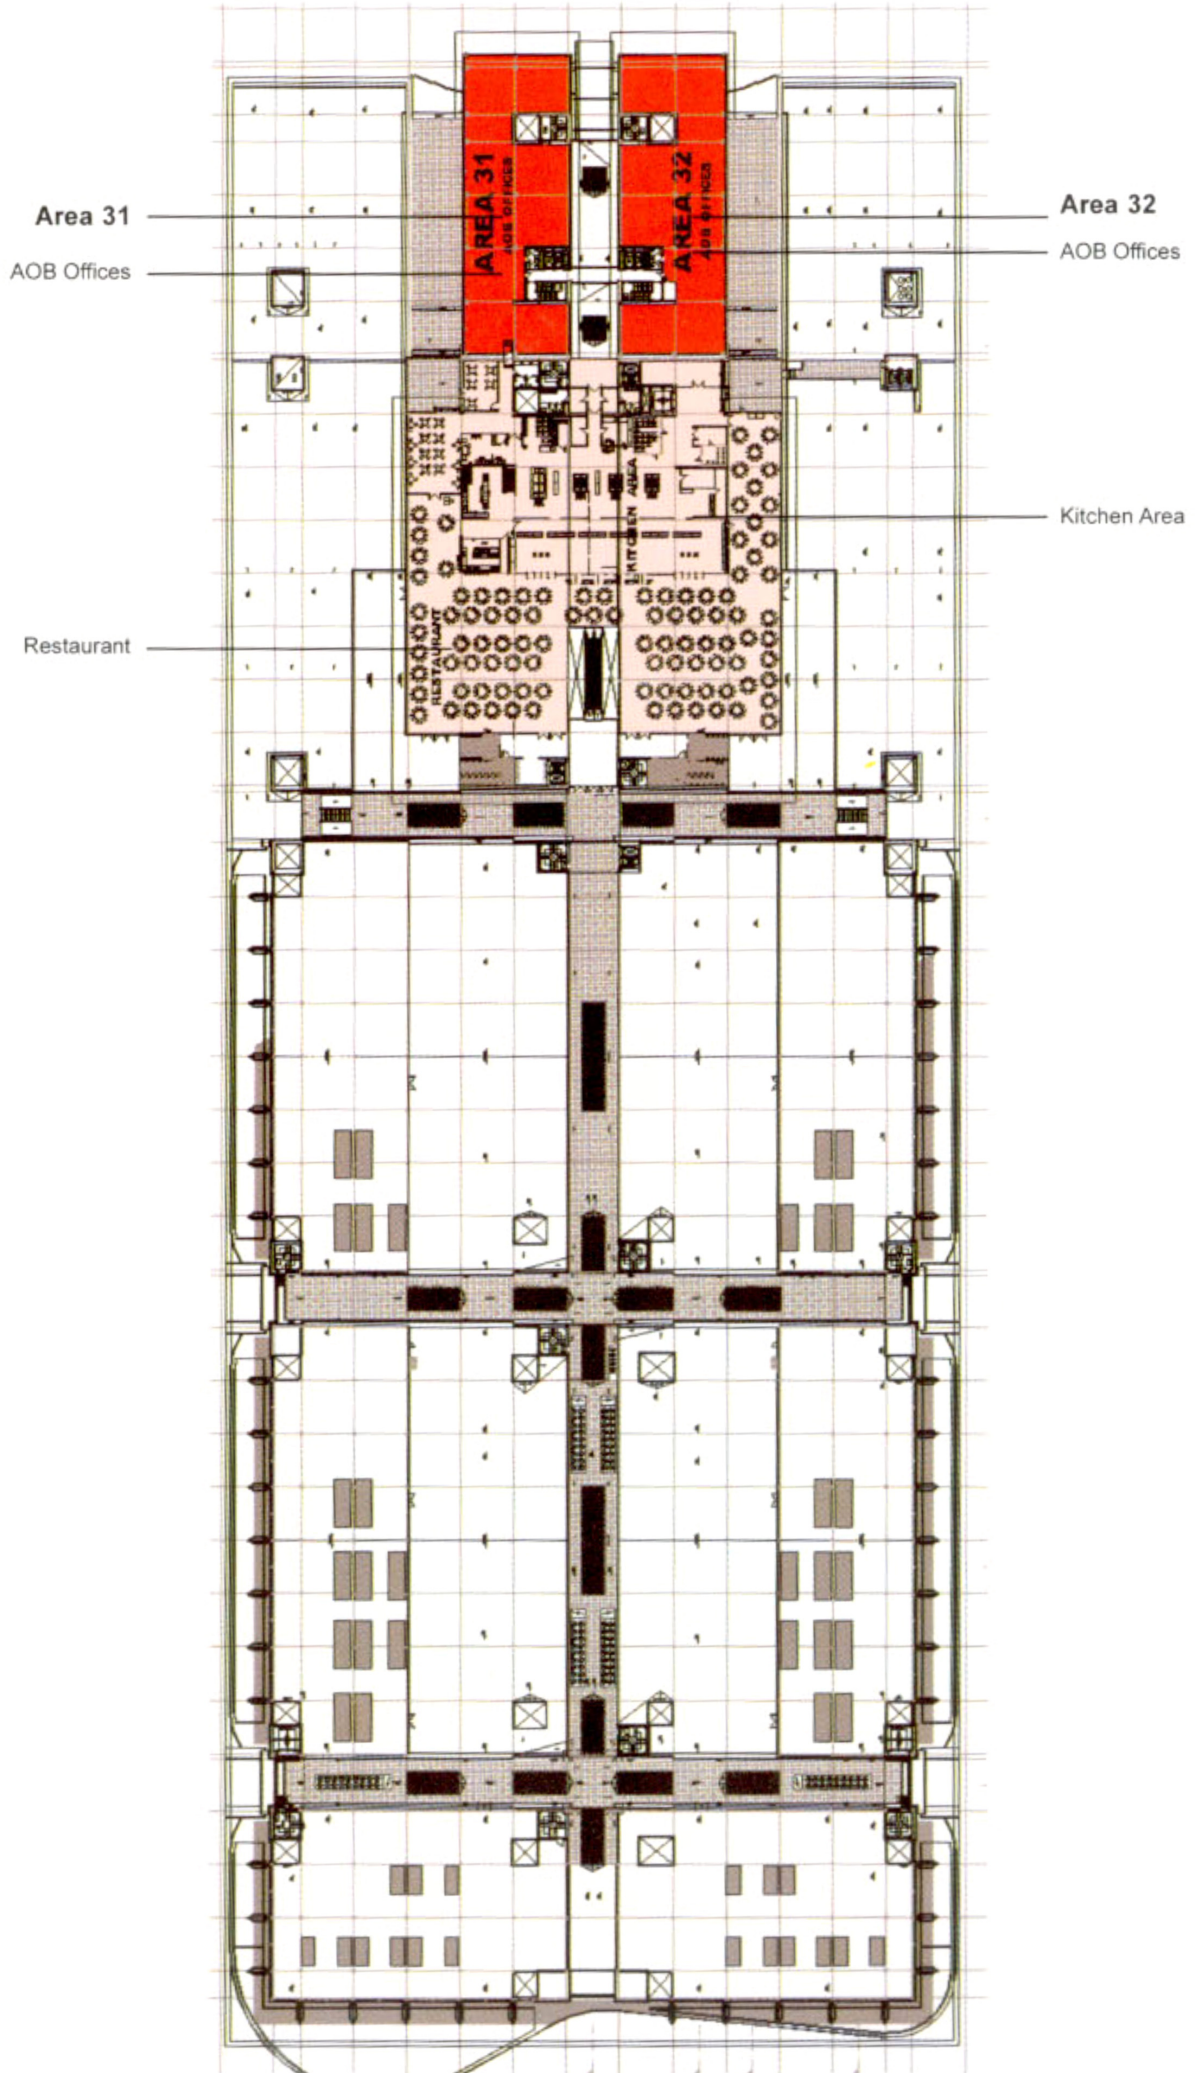 Area 31
AOB Offices
Restaurant
AREA 31
AOB OFFICES
AREA 32
AOB OFFICES
KITCHEN AREA
RESTAURANT
Area 32
AOB Offices
Kitchen Area